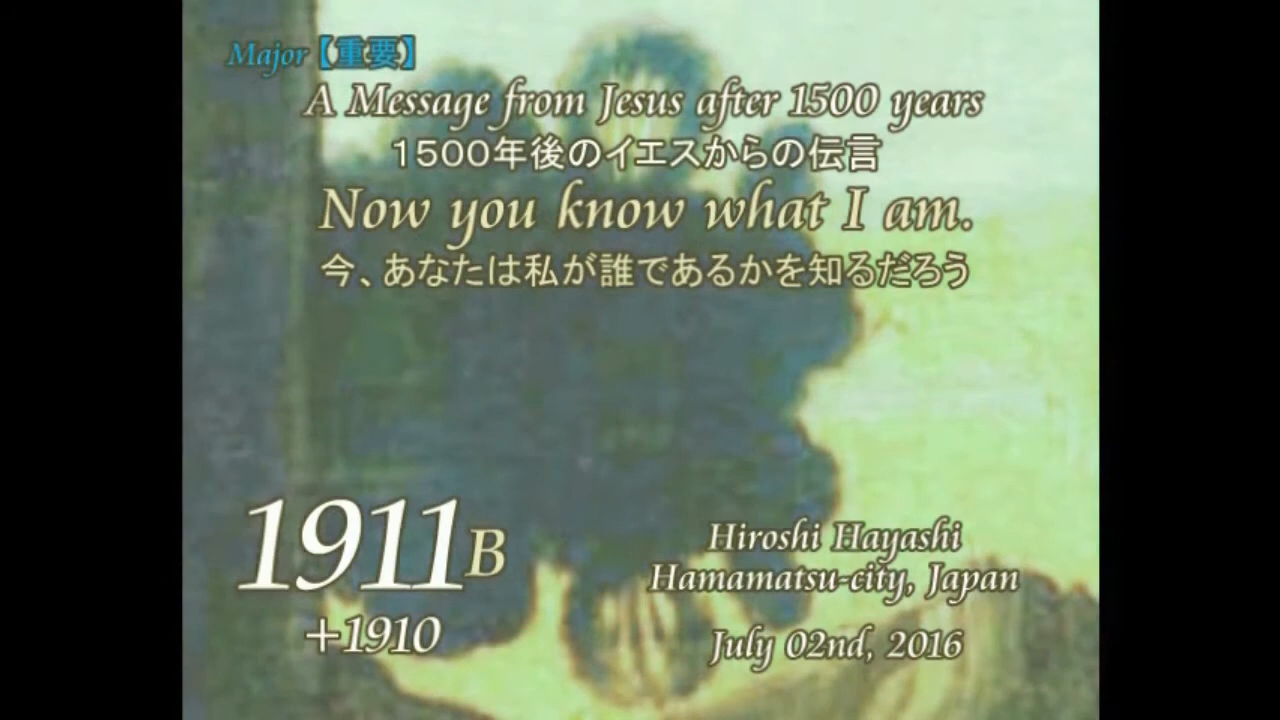 Major【重要】
A Message from Jesus after 1500 years
1500年後のイエスからの伝言
Now you know what I am.
今、あなたは私が誰であるかを知るだろう
1911B
+1910
Hiroshi Hayashi
Hamamatsu-city, Japan
July 02nd, 2016